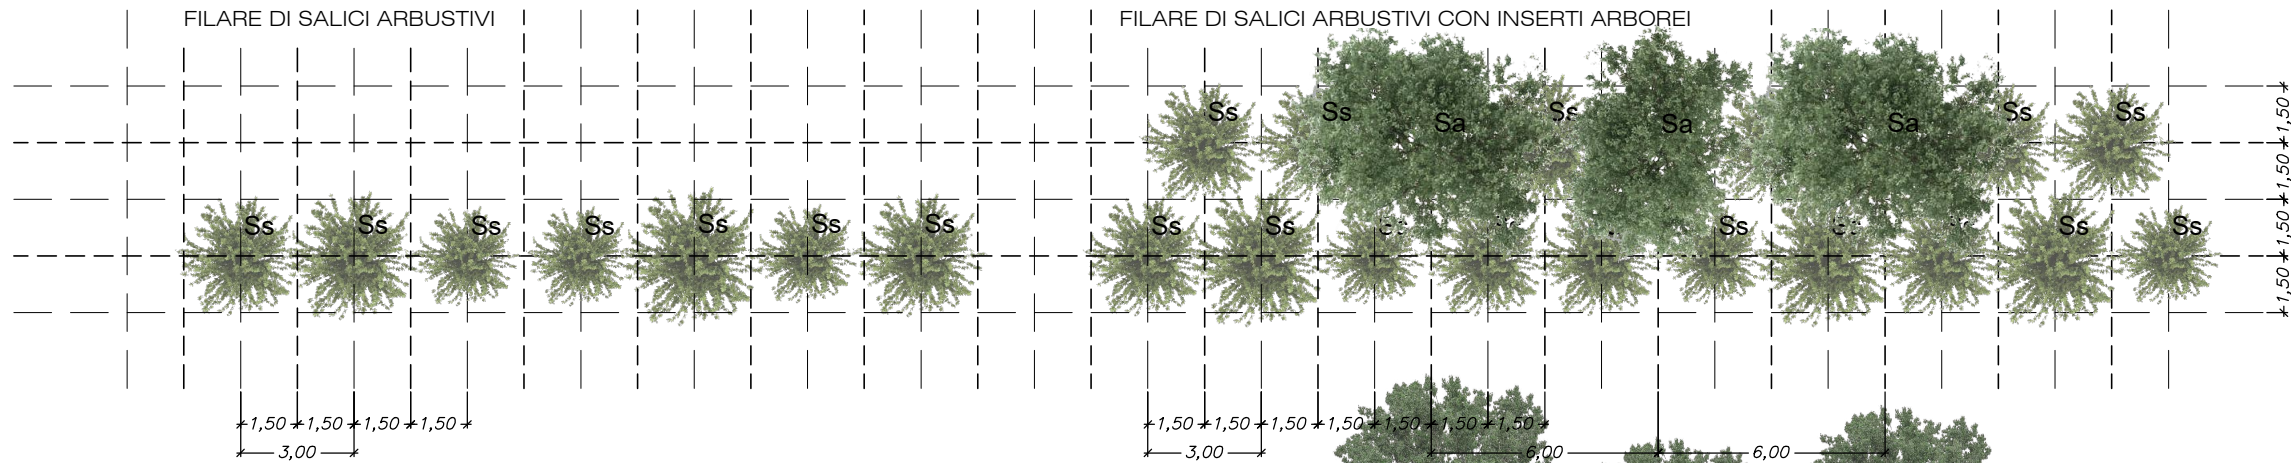 FILARE DI SALICI ARBUSTIVI
FILARE DI SALICI ARBUSTIVI CON INSERTI ARBOREI
Ss Ss Sa Ss Sa Sa Ss Ss
Ss Ss Ss Ss Ss Ss Ss
Ss Ss Ss Ss Ss
1,50 1,50 1,50 1,50
3,00
1,50 1,50 1,50 1,50 1,50 1,50 1,50
3,00 6,00 6,00
1,50
1,50
1,50
1,50